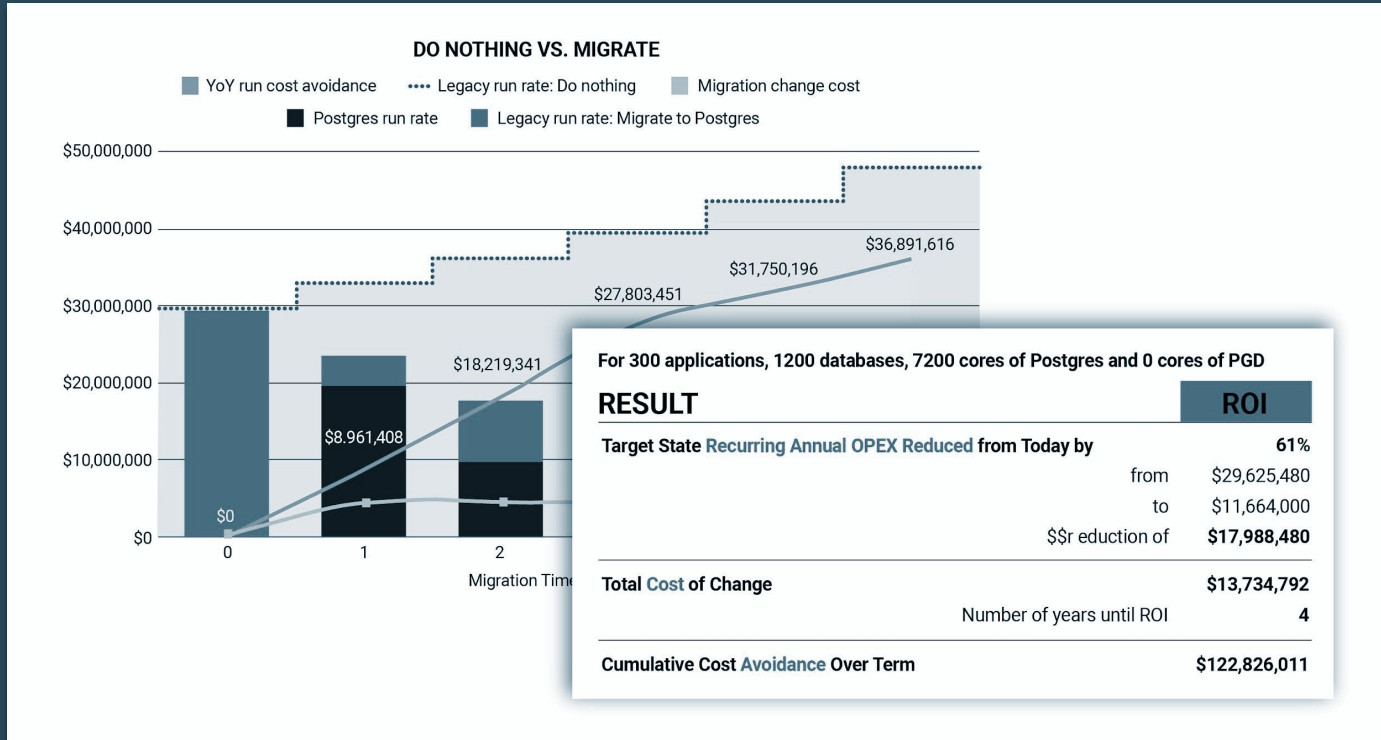 DO NOTHING VS. MIGRATE
YoY run cost avoidance
Legacy run rate: Do nothing
Migration change cost
Postgres run rate
Legacy run rate: Migrate to Postgres
$50,000,000
$40,000,000
$30,000,000
$20,000,000
$10,000,000
$0
$0
$8.961,408
$18,219,341
$27,803,451
$31,750,196
$36,891,616
0
1
2
Migration Time
For 300 applications, 1200 databases, 7200 cores of Postgres and 0 cores of PGD
RESULT ROI
Target State Recurring Annual OPEX Reduced from Today by 61%
from $29,625,480
to $11,664,000
$$r eduction of $17,988,480
Total Cost of Change $13,734,792
Number of years until ROI 4
Cumulative Cost Avoidance Over Term $122,826,011